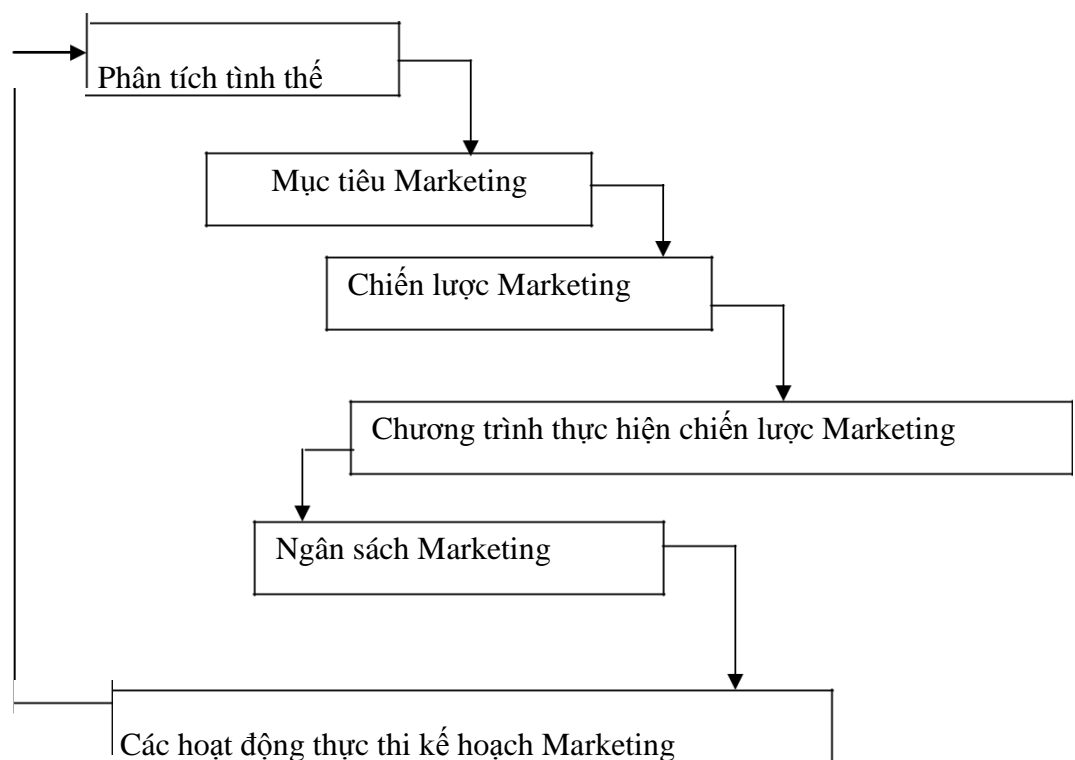 Phân tích tình thế
Mục tiêu Marketing
Chiến lược Marketing
Chương trình thực hiện chiến lược Marketing
Ngân sách Marketing
Các hoạt động thực thi kế hoạch Marketing